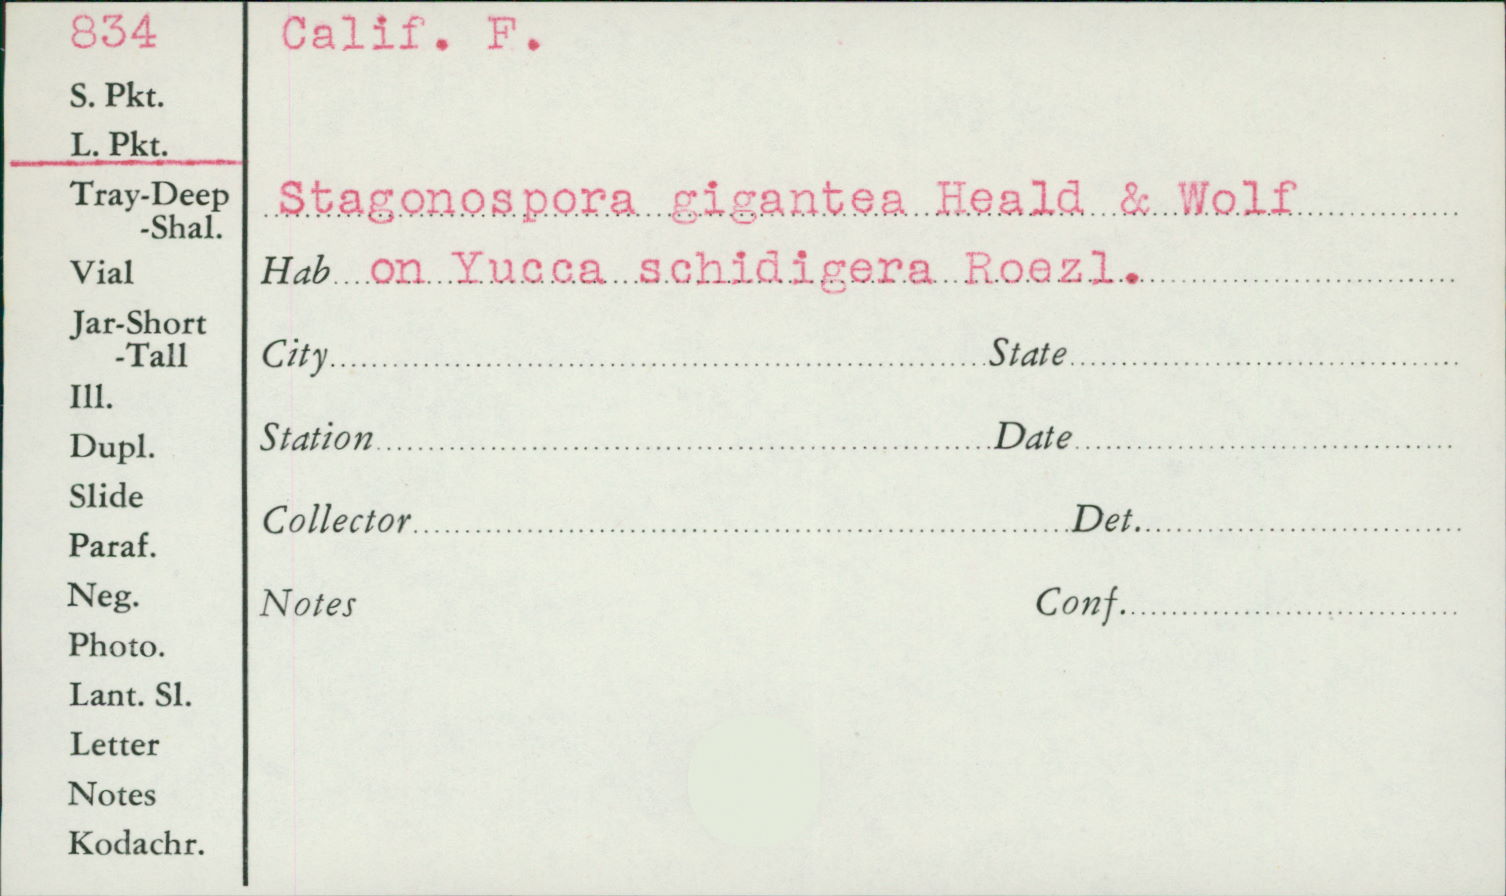 834
Calif. F.
S. Pkt.
L. Pkt.
Tray-Deep
-Shal.
Vial
Jar-Short
-Tall
Ill.
Dupl.
Slide
Paraf.
Neg.
Photo.
Lant. Sl.
Letter
Notes
Kodachr.
Stagonospora gigantea Heald & Wolf
Hab on Yucca schidigera Roezl.
City State
Station Date
Collector Det.
Notes Conf.